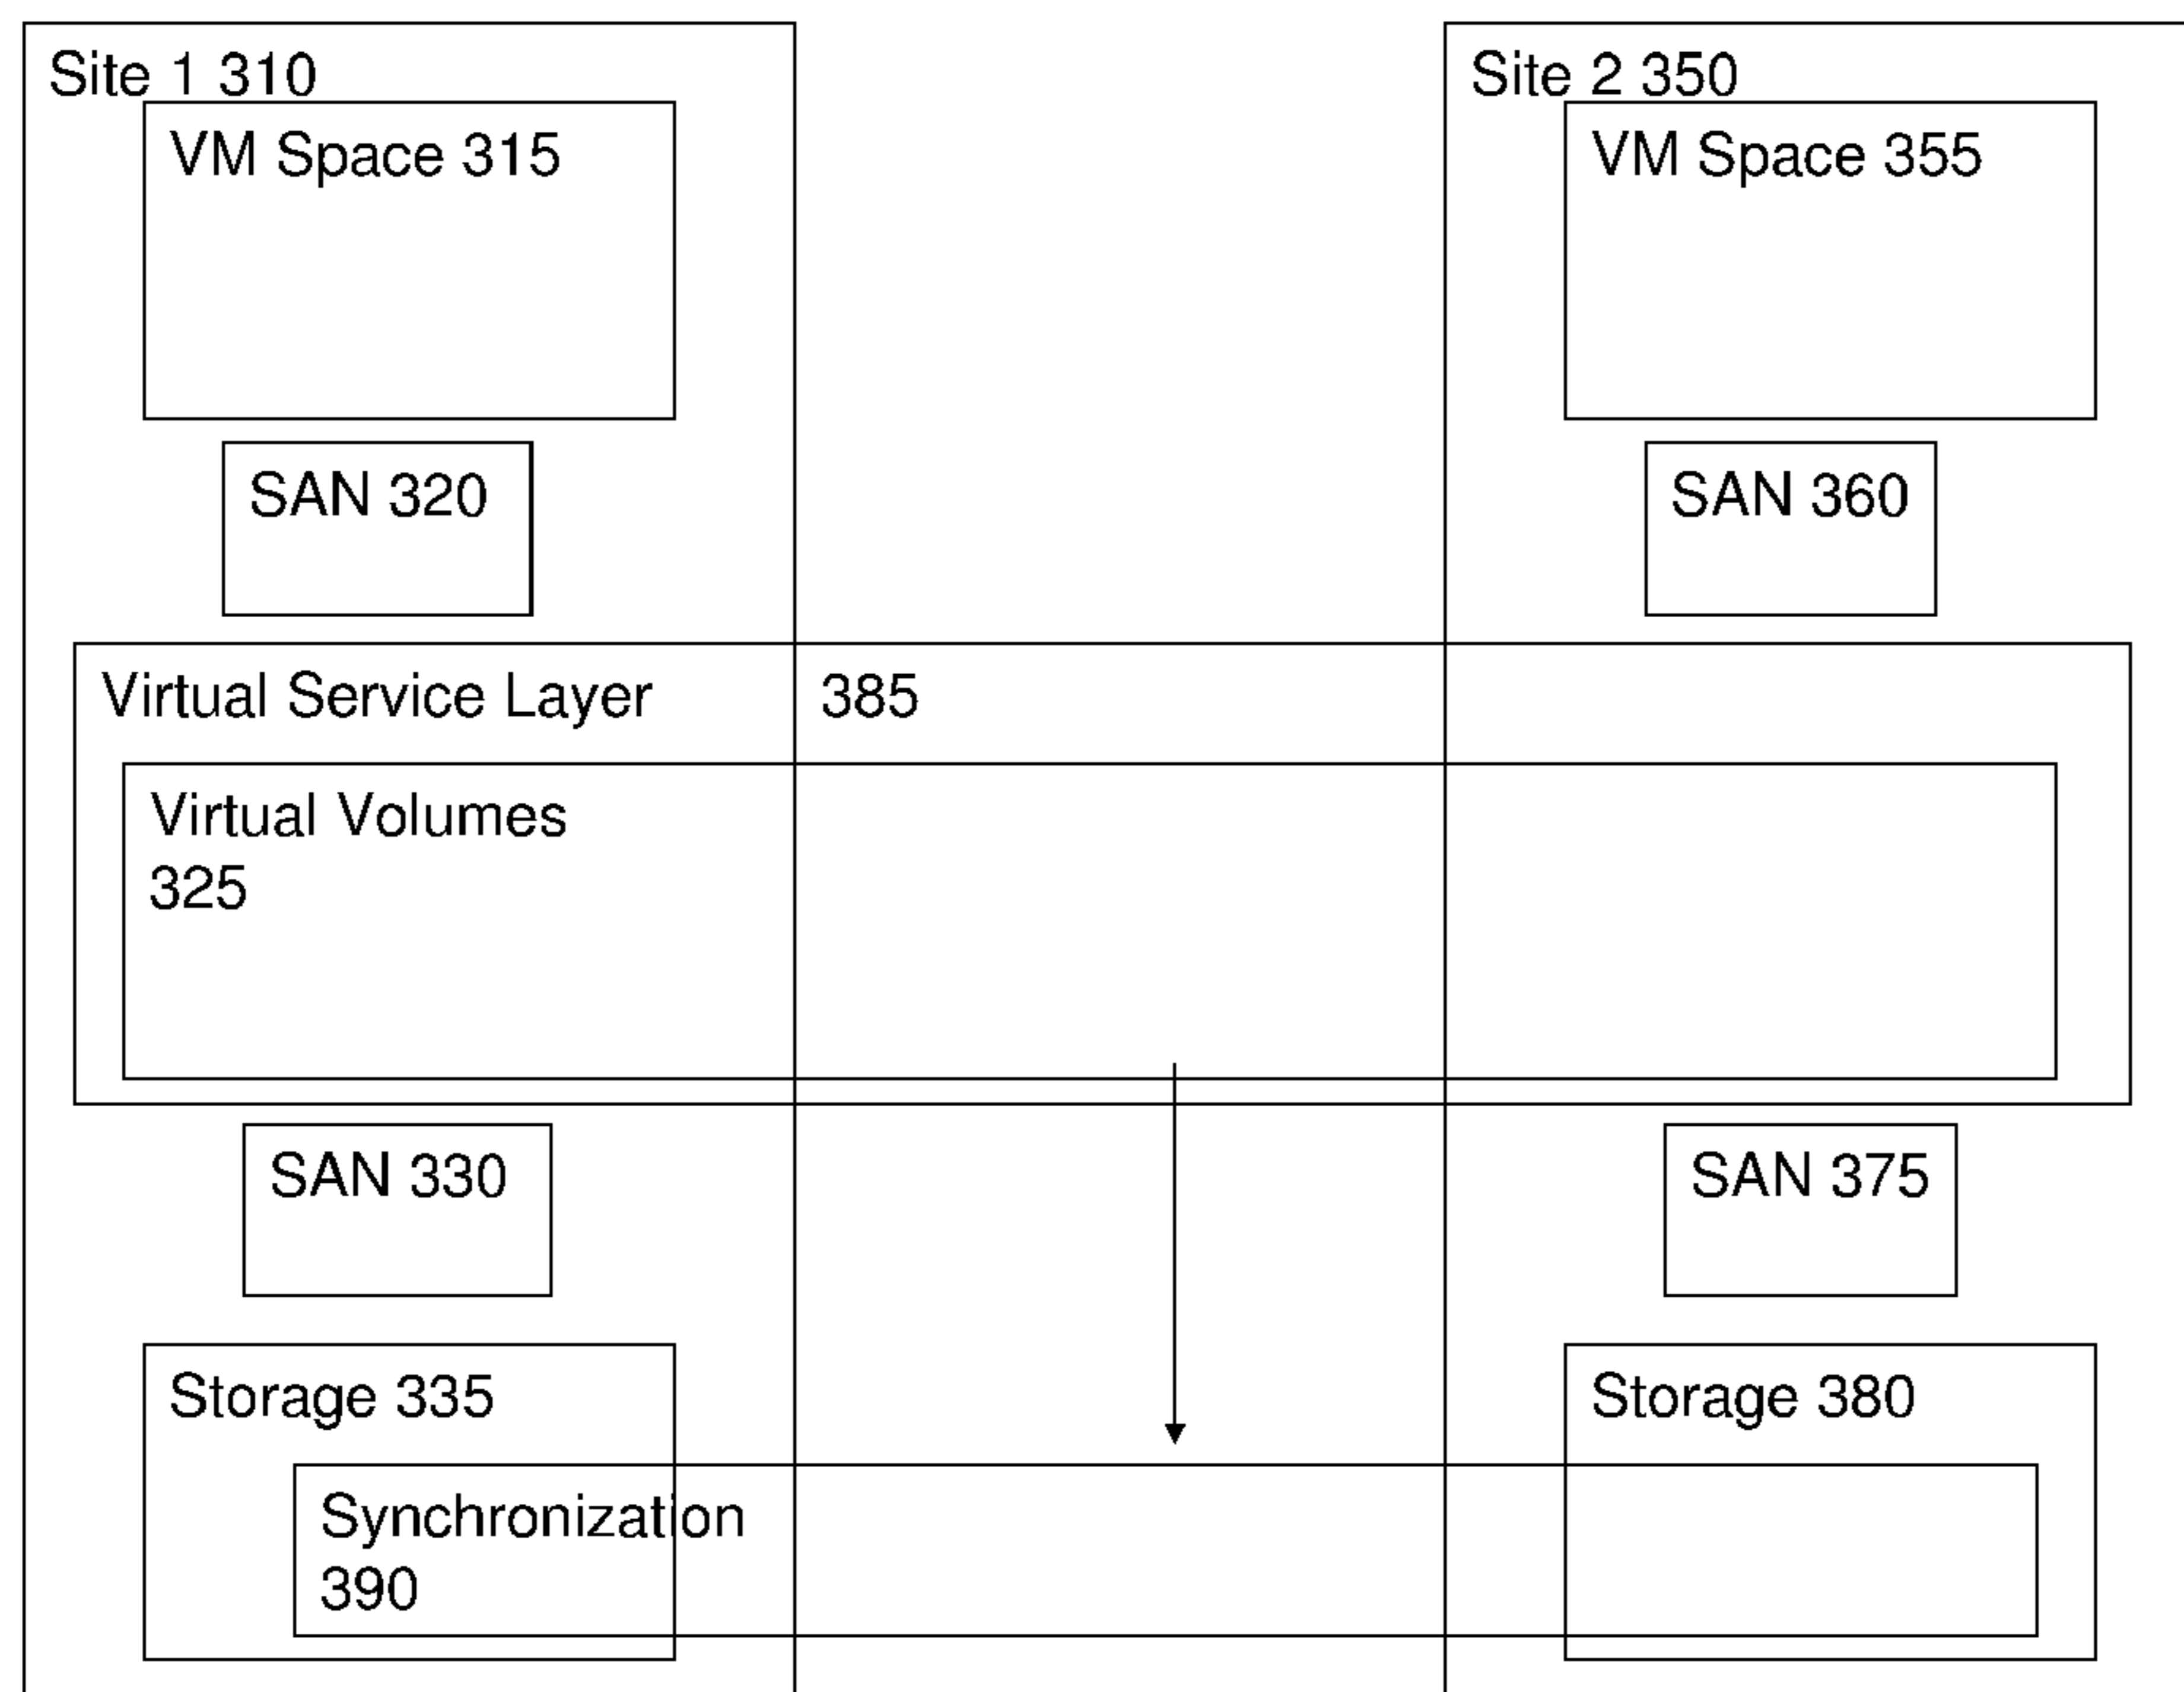 Site 1 310
Site 2 350
VM Space 315
VM Space 355
SAN 320
SAN 360
Virtual Service Layer 385
Virtual Volumes
325
SAN 330
SAN 375
Storage 335
Storage 380
Synchronization
390